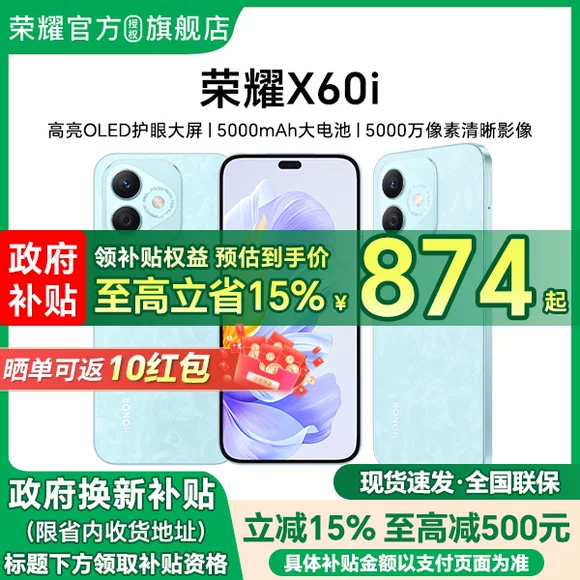 荣耀官方授权旗舰店
荣耀X60i
高亮OLED护眼大屏 | 5000mAh大电池 | 5000万像素清晰影像
政府
补贴
领补贴权益 预估到手价
至高立省15% ¥874起
晒单可返 10红包
HONOR
HONOR
政府换新补贴
(限省内收货地址)
标题下方领取补贴资格
现货速发·全国联保
立减15% 至高减500元
具体补贴金额以支付页面为准